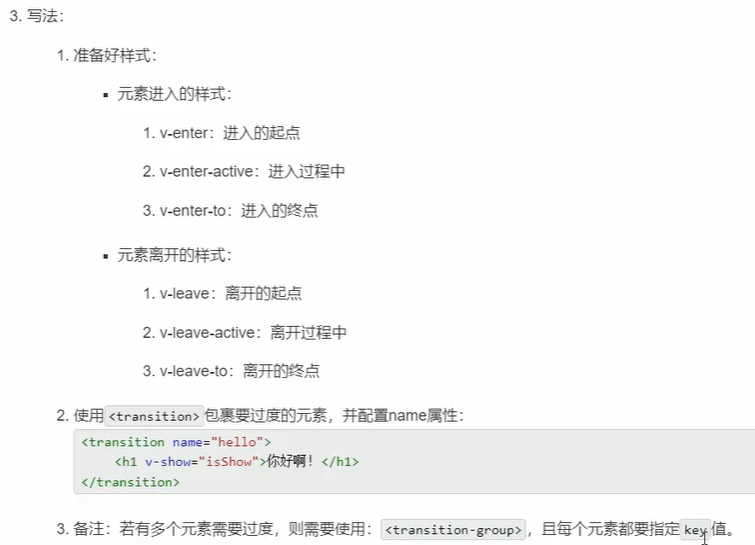 3. 写法：
1. 准备好样式：
▪ 元素进入的样式：
1. v-enter：进入的起点
2. v-enter-active：进入过程中
3. v-enter-to：进入的终点
▪ 元素离开的样式：
1. v-leave：离开的起点
2. v-leave-active：离开过程中
3. v-leave-to：离开的终点
2. 使用<transition>包裹要过度的元素，并配置name属性：
<transition name="hello">
<h1 v-show="isShow">你好啊！</h1>
</transition>
3. 备注：若有多个元素需要过度，则需要使用：<transition-group>，且每个元素都要指定key值。